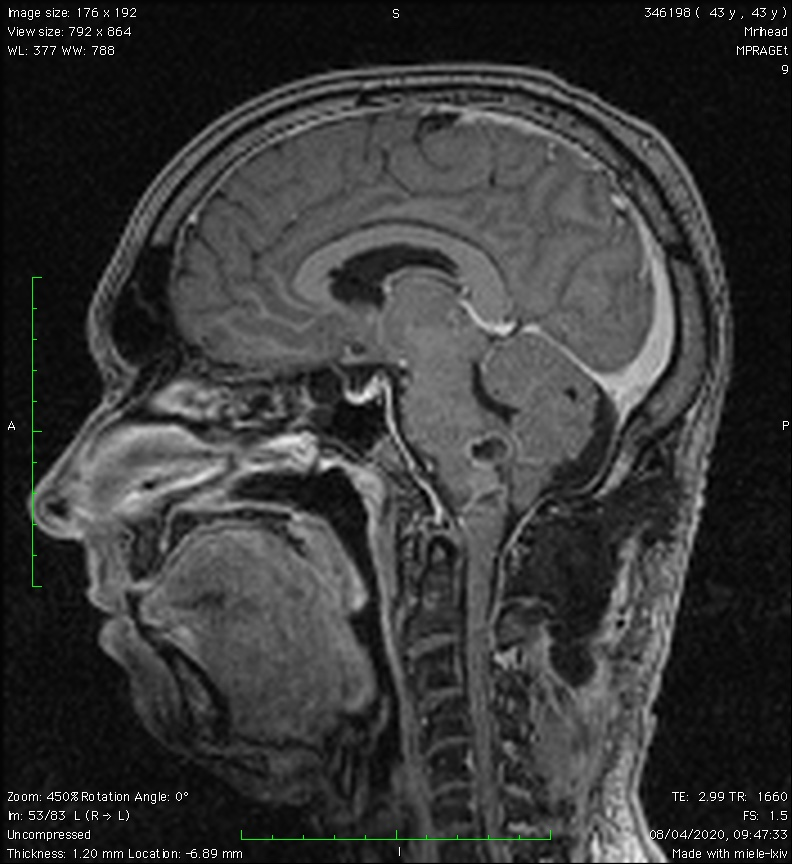 Image size: 176 x 192
View size: 792 x 864
WL: 377 WW: 788
S
346198 ( 43 y , 43 y )
Mrihead
MPRAGEt
9
A
P
Zoom: 450% Rotation Angle: 0°
Im: 53/83 L (R -> L)
Uncompressed
Thickness: 1.20 mm Location: -6.89 mm
I
TE: 2.99 TR: 1660
FS: 1.5
08/04/2020, 09:47:33
Made with miele-lxiv